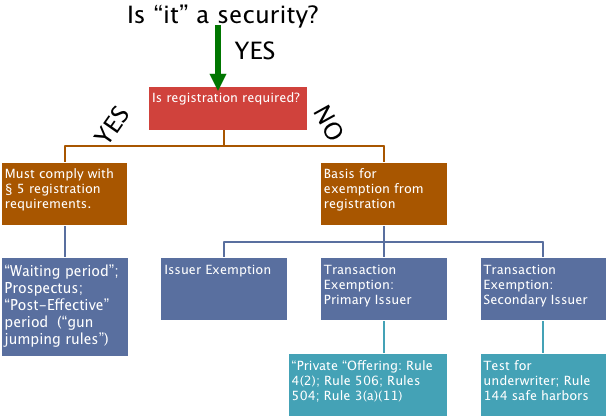 Is “it” a security?
YES
Is registration required?
YES
NO
Must comply with
§ 5 registration
requirements.
Basis for
exemption from
registration
“Waiting period”;
Prospectus;
“Post-Effective”
period  (“gun
jumping rules”)
Issuer Exemption
Transaction
Exemption:
Primary Issuer
Transaction
Exemption:
Secondary Issuer
“Private “Offering: Rule
4(2); Rule 506; Rules
504; Rule 3(a)(11)
Test for
underwriter; Rule
144 safe harbors